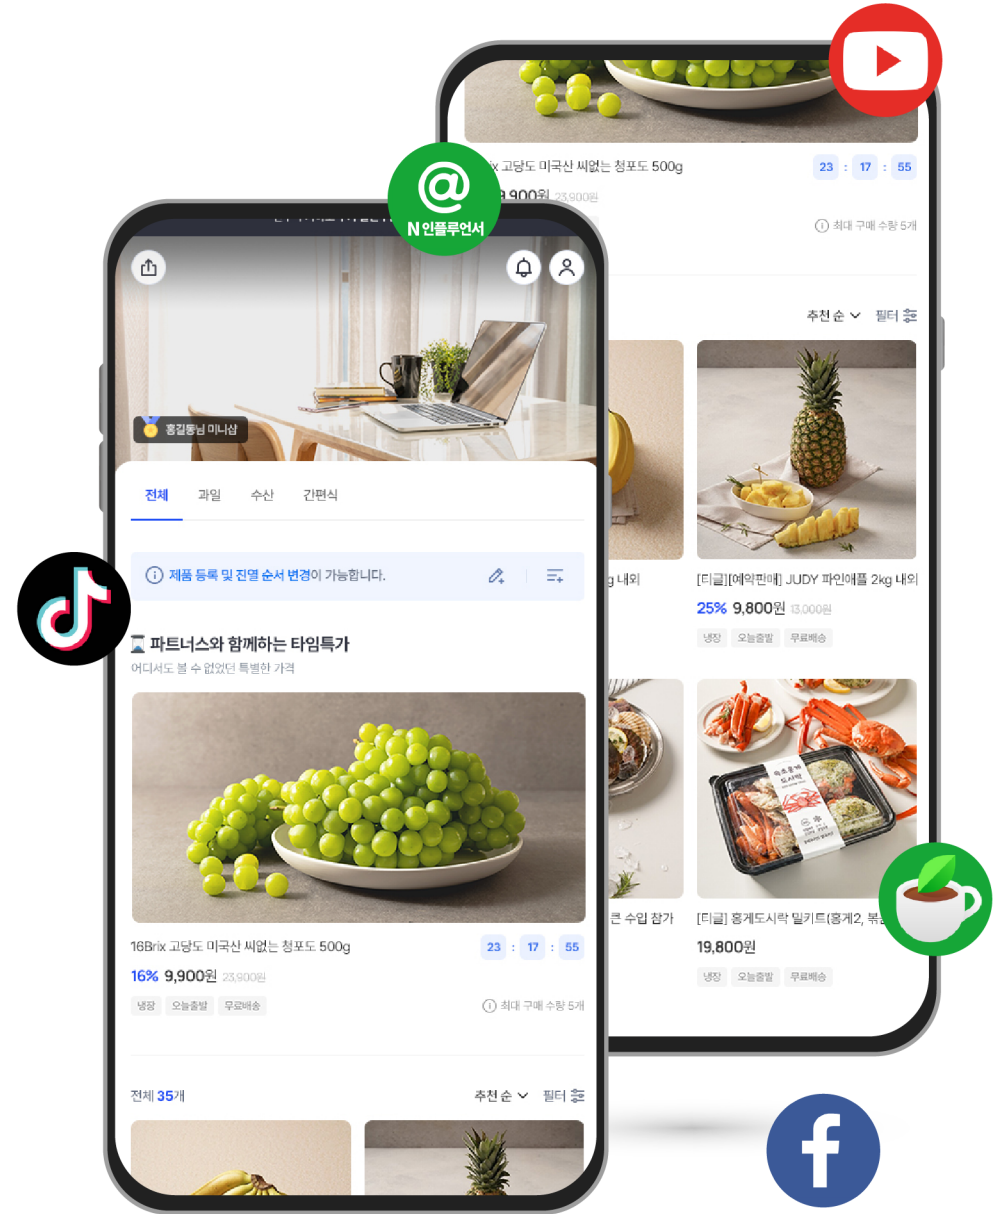 N 인플루언서
홍길동님 미니샵
전체 과일 수산 간편식
제품 등록 및 진열 순서 변경이 가능합니다.
파트너스와 함께하는 타임특가
어디서도 볼 수 없었던 특별한 가격
16Brix 고당도 미국산 씨없는 청포도 500g
23 : 17 : 55
16% 9,900원 23,900원
냉장 오늘출발 무료배송
최대 구매 수량 5개
전체 35개
추천 순 필터
고당도 미국산 씨없는 청포도 500g
23 : 17 : 55
9,900원 23,900원
최대 구매 수량 5개
추천 순 필터
g 내외
[티글][예약판매] JUDY 파인애플 2kg 내외
25% 9,800원 13,000원
냉장 오늘출발 무료배송
큰 수입 참가
[티글] 홍게도시락 밀키트(홍게2, 볶
19,800원
냉장 오늘출발 무료배송